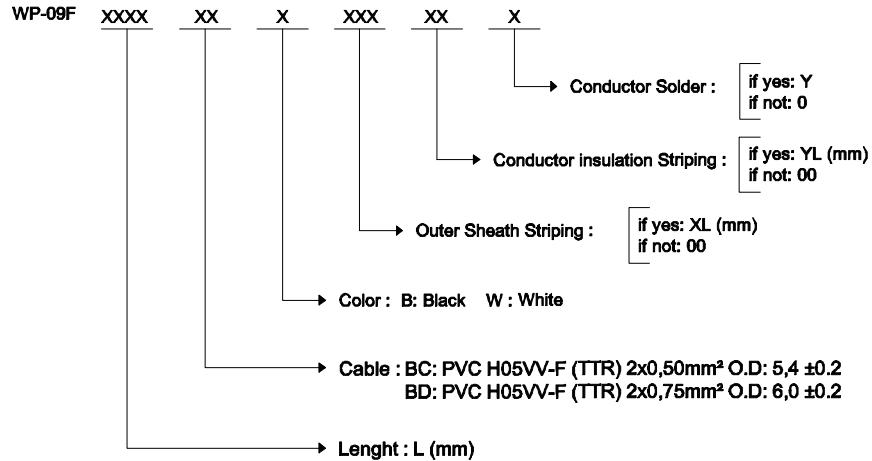 WP-09F XXXX XX X XXX XX X
Conductor Solder : if yes: Y
if not: 0
Conductor insulation Striping : if yes: YL (mm)
if not: 00
Outer Sheath Striping : if yes: XL (mm)
if not: 00
Color : B: Black W : White
Cable : BC: PVC H05VV-F (TTR) 2x0,50mm² O.D: 5,4 ±0.2
BD: PVC H05VV-F (TTR) 2x0,75mm² O.D: 6,0 ±0.2
Lenght : L (mm)